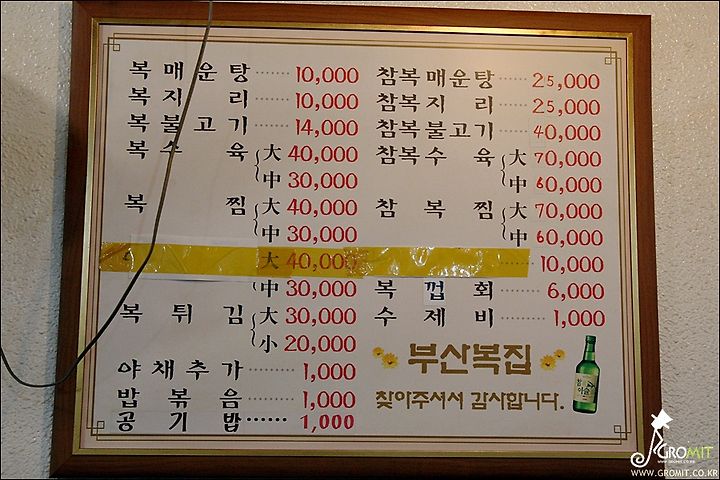 복매운탕 ······ 10,000
복지리 ······ 10,000
복불고기 ······ 14,000
복수육 大 40,000
中 30,000
복찜 大 40,000
中 30,000
大 40,000
中 30,000
복튀김 大 30,000
小 20,000
야채추가 ······ 1,000
밥볶음 ······ 1,000
공기밥 ······ 1,000
참복매운탕 ······ 25,000
참복지리 ······ 25,000
참복불고기 ······ 40,000
참복수육 大 70,000
中 60,000
참복찜 大 70,000
中 60,000
10,000
복껍회 ······ 6,000
수제비 ······ 1,000
부산복집
찾아주셔서 감사합니다.
참이슬
GROMIT
WWW.GROMIT.CO.KR